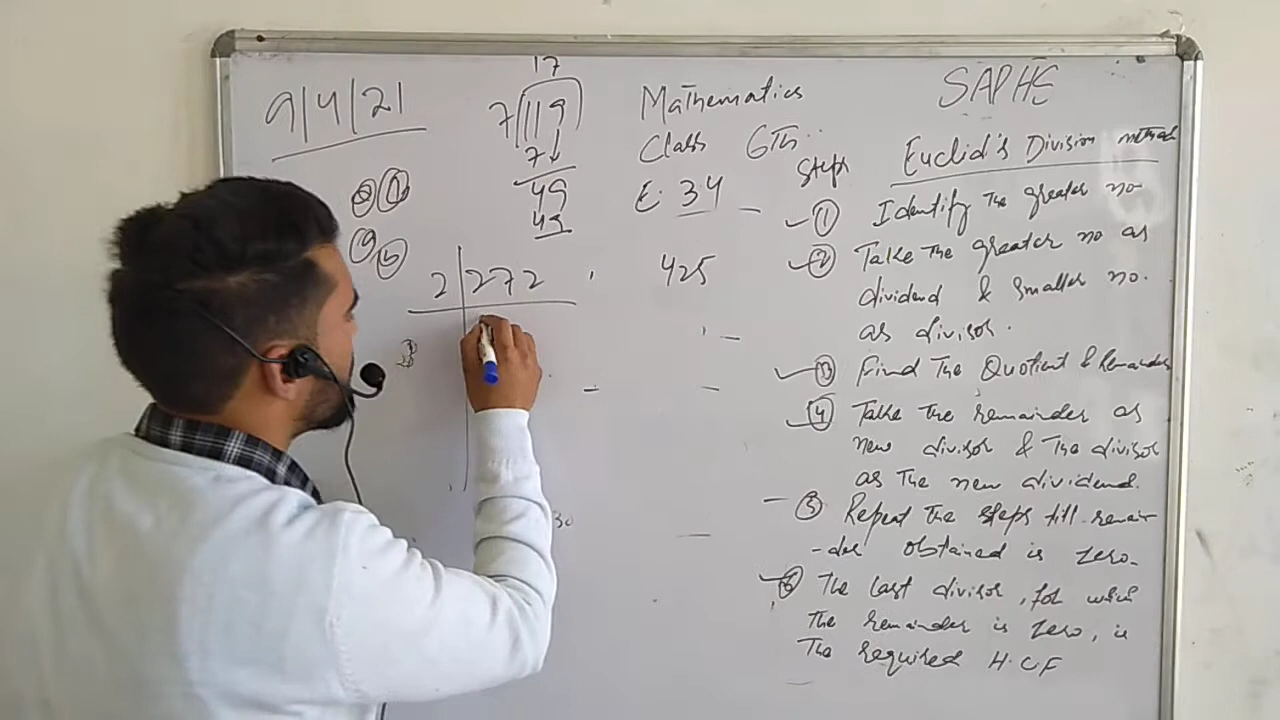 9/4/21
17
7)119
7↓
49
49
Mathematics
Class 6Th
E: 34
2 | 272 , 425
30
SAPHS
Euclid's Division method
Steps
① Identify The greater no
② Take The greater no as
dividend & smaller no.
as divisor.
③ Find The Quotient & Remainder
④ Take The remainder as
new divisor & The divisor
as The new dividend.
⑤ Repeat The steps till remain
-der obtained is zero.
⑥ The last divisor, for which
The remainder is zero, is
The required H.C.F